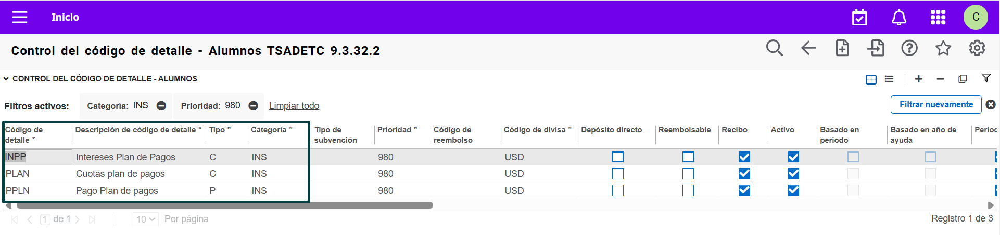 Inicio
C
Control del código de detalle - Alumnos TSADETC 9.3.32.2
CONTROL DEL CÓDIGO DE DETALLE - ALUMNOS
Filtros activos: Categoría: INS Prioridad: 980 Limpiar todo Filtrar nuevamente
Código de detalle * Descripción de código de detalle * Tipo * Categoría * Tipo de subvención Prioridad * Código de reembolso Código de divisa * Depósito directo Reembolsable Recibo Activo Basado en periodo Basado en año de ayuda Perioc
INPP Intereses Plan de Pagos C INS 980 USD
PLAN Cuotas plan de pagos C INS 980 USD
PPLN Pago Plan de pagos P INS 980 USD
1 de 1 10 Por página Registro 1 de 3